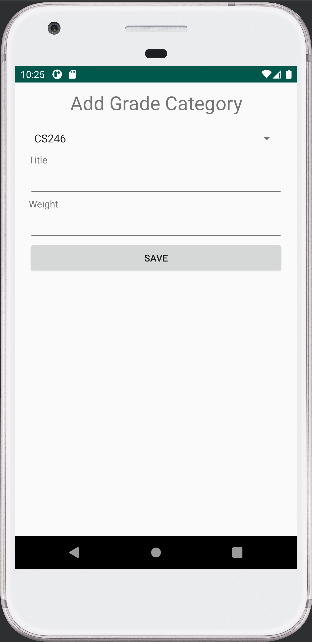 10:25
Add Grade Category
CS246
Title
Weight
SAVE